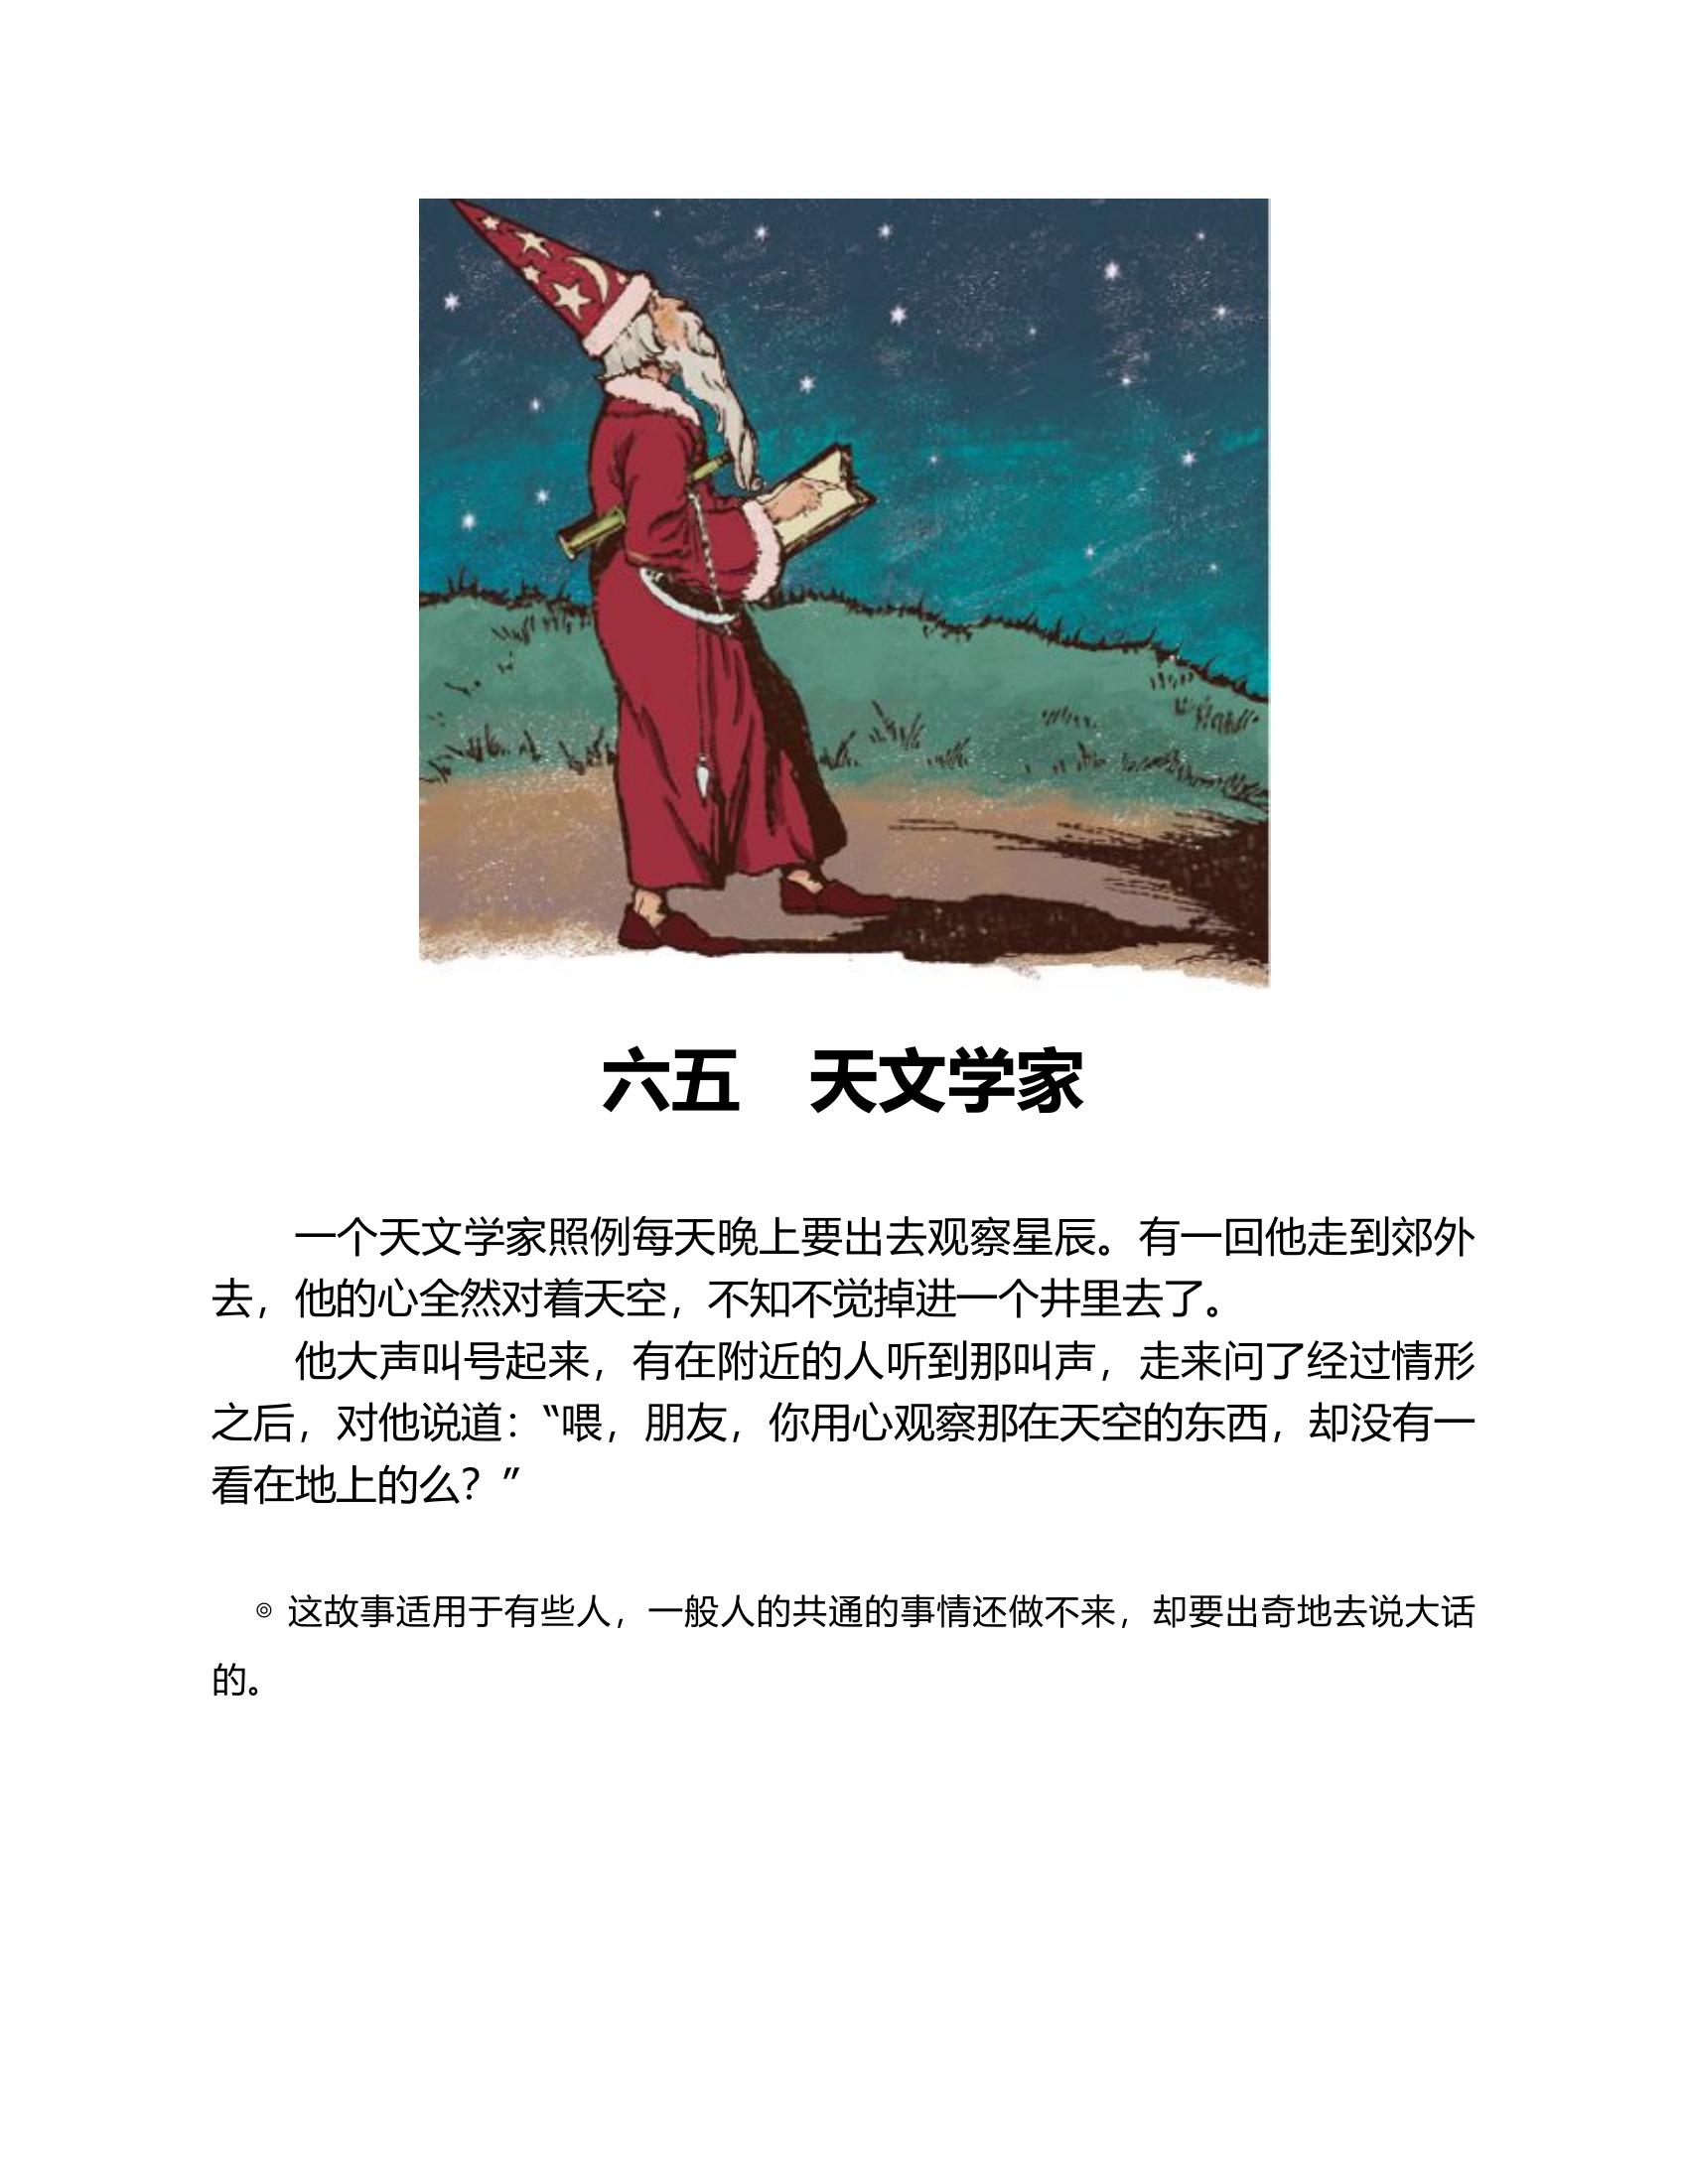 六五　天文学家
一个天文学家照例每天晚上要出去观察星辰。有一回他走到郊外
去，他的心全然对着天空，不知不觉掉进一个井里去了。
他大声叫号起来，有在附近的人听到那叫声，走来问了经过情形
之后，对他说道：“喂，朋友，你用心观察那在天空的东西，却没有一
看在地上的么？”
◎ 这故事适用于有些人，一般人的共通的事情还做不来，却要出奇地去说大话
的。